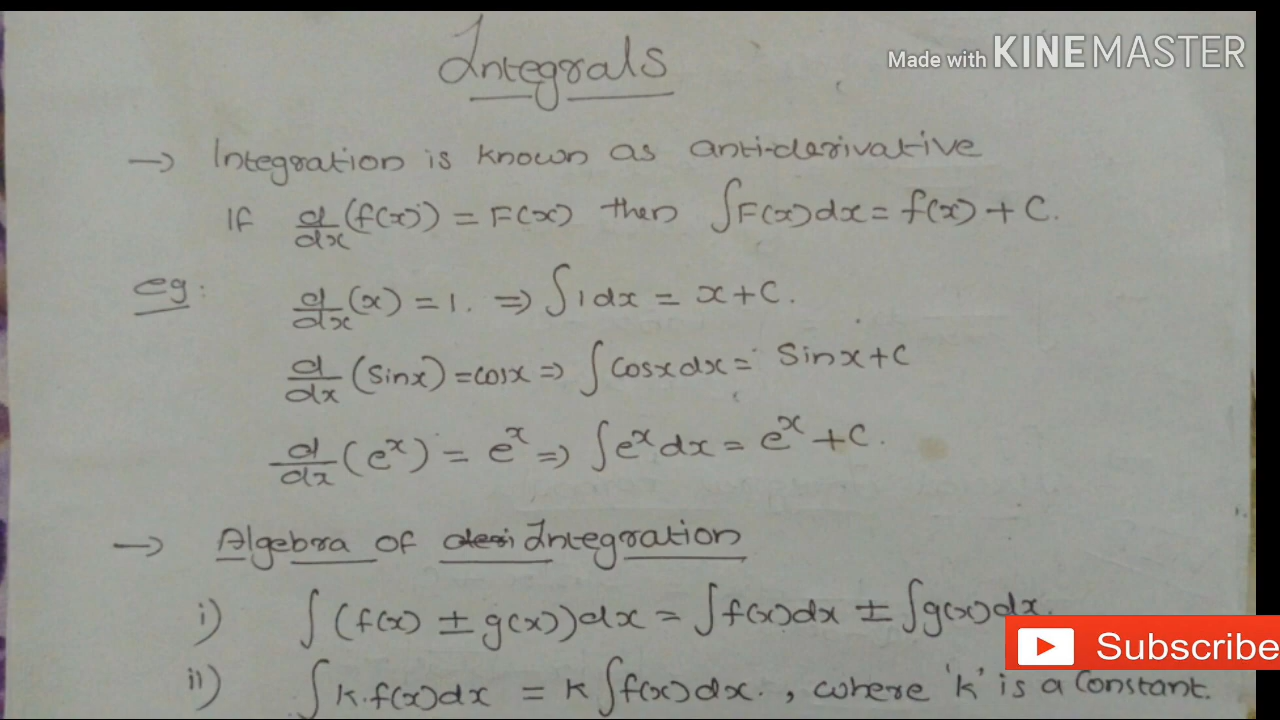 Integrals
Made with KINEMASTER
→ Integration is known as anti-derivative
If d/dx (f(x)) = F(x) then ∫F(x)dx = f(x) + C.
eg:
d/dx (x) = 1. ⇒ ∫1dx = x+C.
d/dx (Sinx) = cosx ⇒ ∫Cosxdx = Sinx+C
d/dx (e^x) = e^x ⇒ ∫e^x dx = e^x + C.
→ Algebra of Integration
i) ∫(f(x) ± g(x))dx = ∫f(x)dx ± ∫g(x)dx.
Subscribe
ii) ∫K.f(x)dx = K ∫f(x)dx. , where 'K' is a Constant.